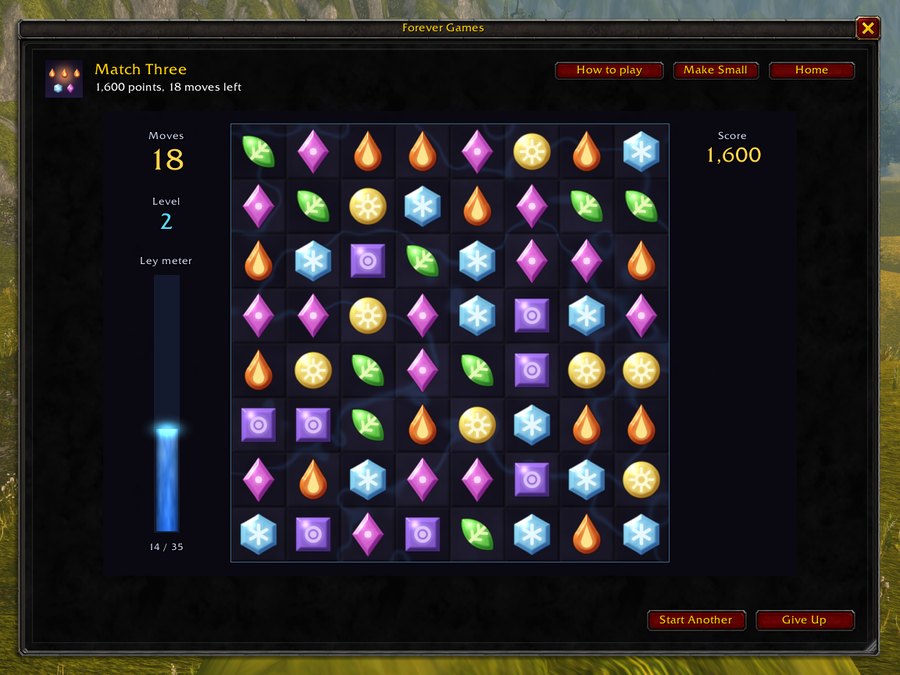 Forever Games
Match Three
1,600 points, 18 moves left
How to play
Make Small
Home
Moves
18
Score
1,600
Level
2
Ley meter
14 / 35
Start Another
Give Up